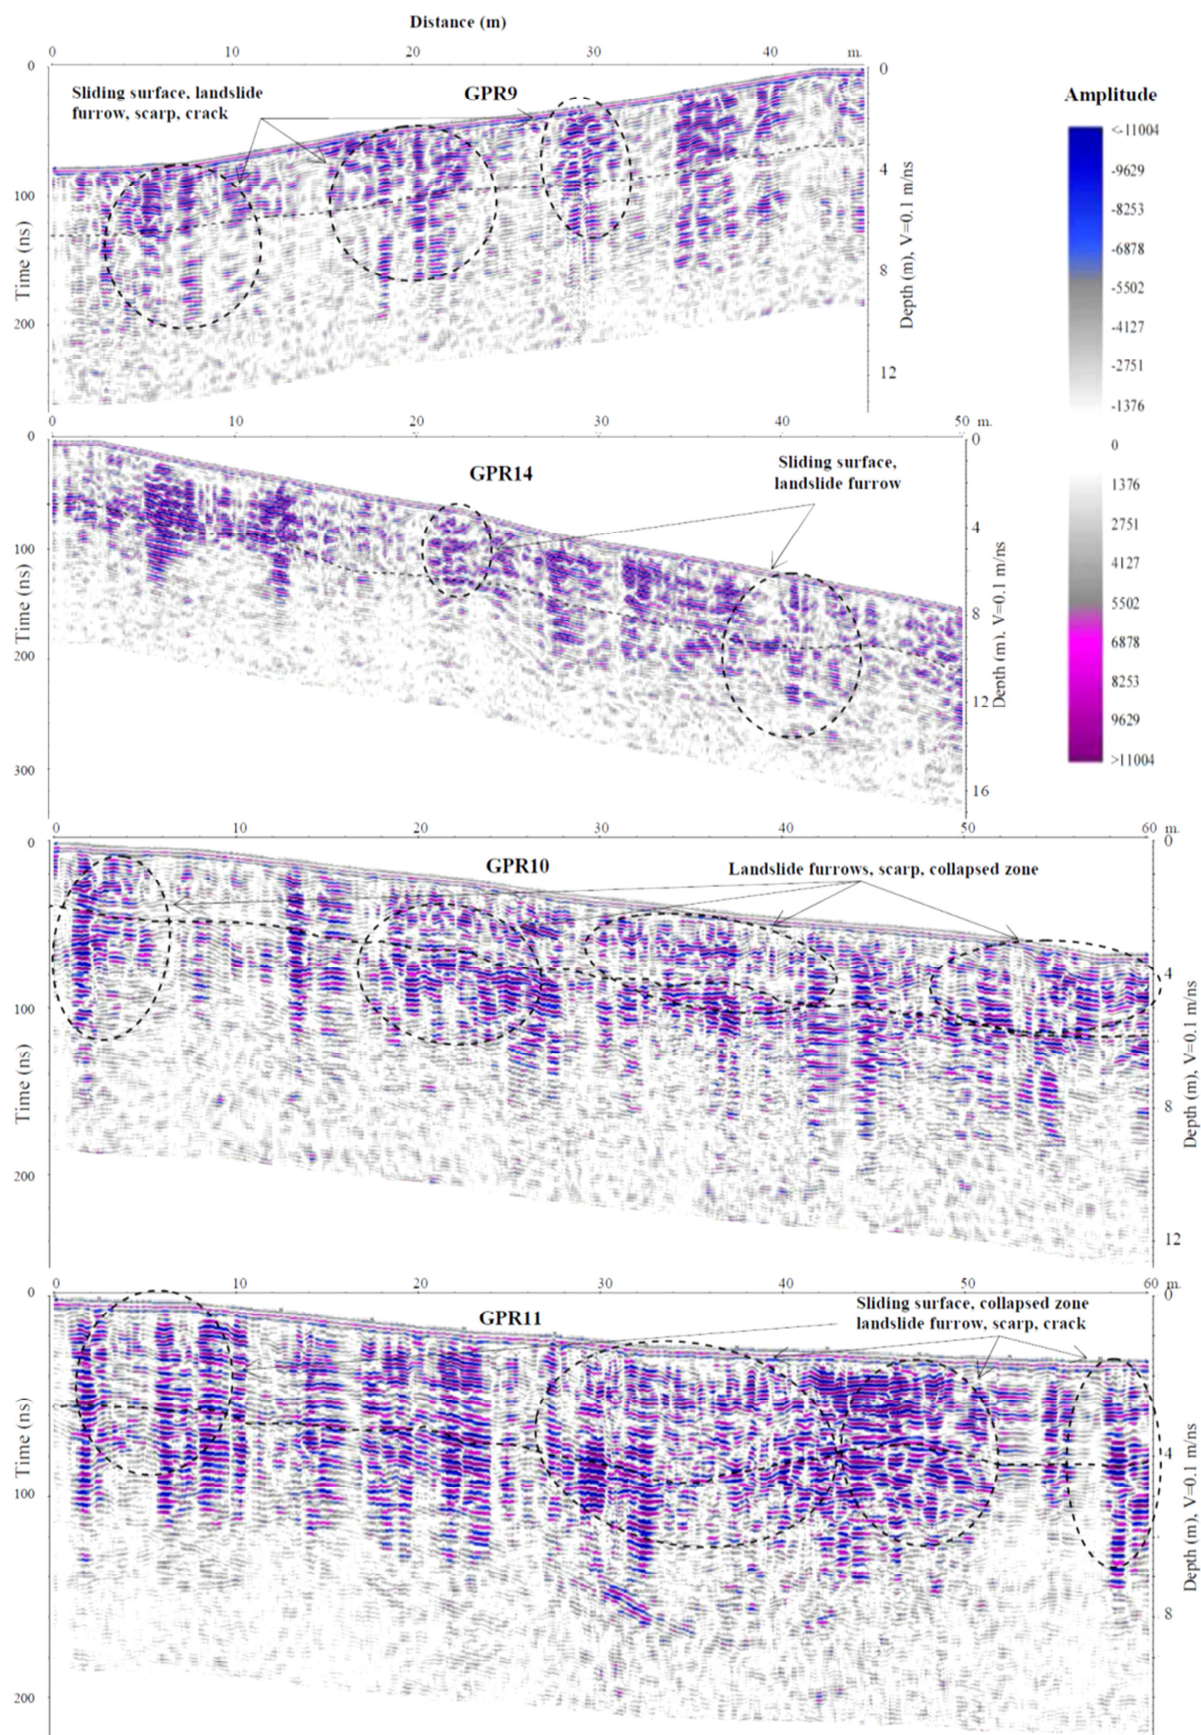 Distance (m)
0 10 20 30 40 m.
0 0
Sliding surface, landslide
furrow, scarp, crack
GPR9
4
100
8
200
12
Time (ns)
Depth (m), V=0.1 m/ns
Amplitude
<-11004
-9629
-8253
-6878
-5502
-4127
-2751
-1376
0
1376
2751
4127
5502
6878
8253
9629
>11004
0 10 20 30 40 50 m.
0 0
GPR14
Sliding surface,
landslide furrow
4
100
8
200
12
300
16
Time (ns)
Depth (m), V=0.1 m/ns
0 10 20 30 40 50 60 m.
0 0
GPR10
Landslide furrows, scarp, collapsed zone
4
100
8
200
12
Time (ns)
Depth (m), V=0.1 m/ns
0 10 20 30 40 50 60 m.
0 0
GPR11
Sliding surface, collapsed zone
landslide furrow, scarp, crack
4
100
8
200
Time (ns)
Depth (m), V=0.1 m/ns